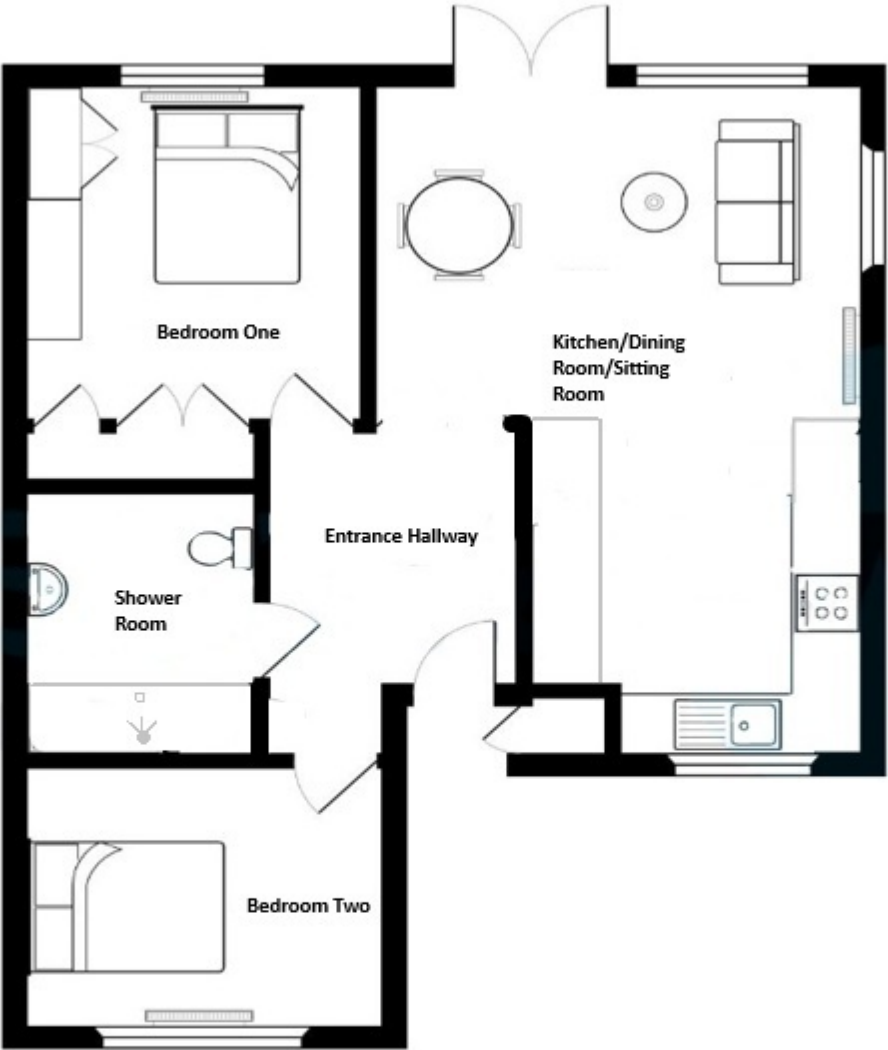 Bedroom One
Kitchen/Dining
Room/Sitting
Room
Entrance Hallway
Shower
Room
Bedroom Two